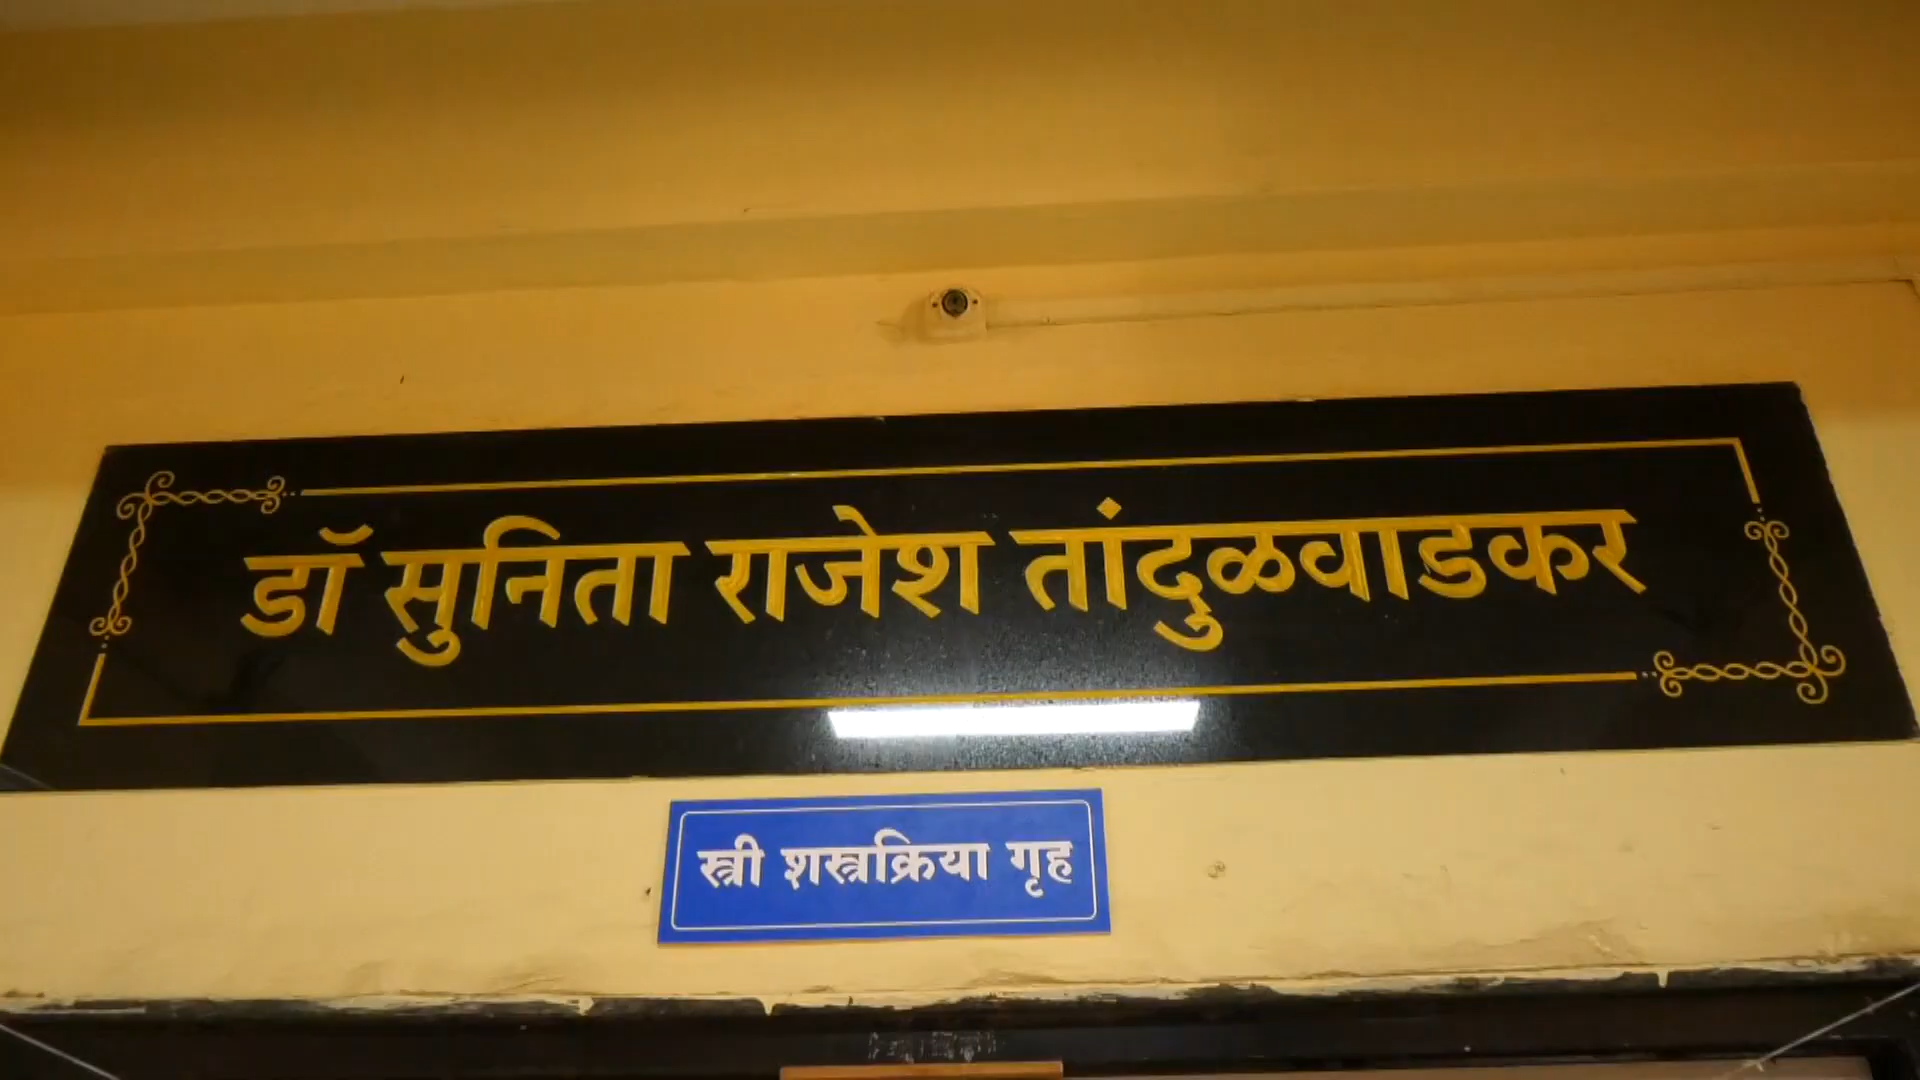 डॉ सुनिता राजेश तांदुळवाडकर
स्त्री शस्त्रक्रिया गृह